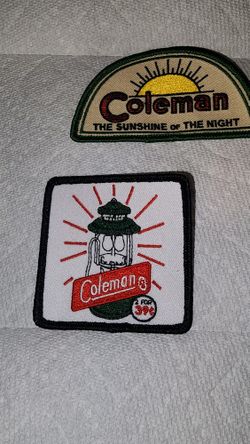 Coleman
THE SUNSHINE OF THE NIGHT
Coleman
2 FOR
39¢